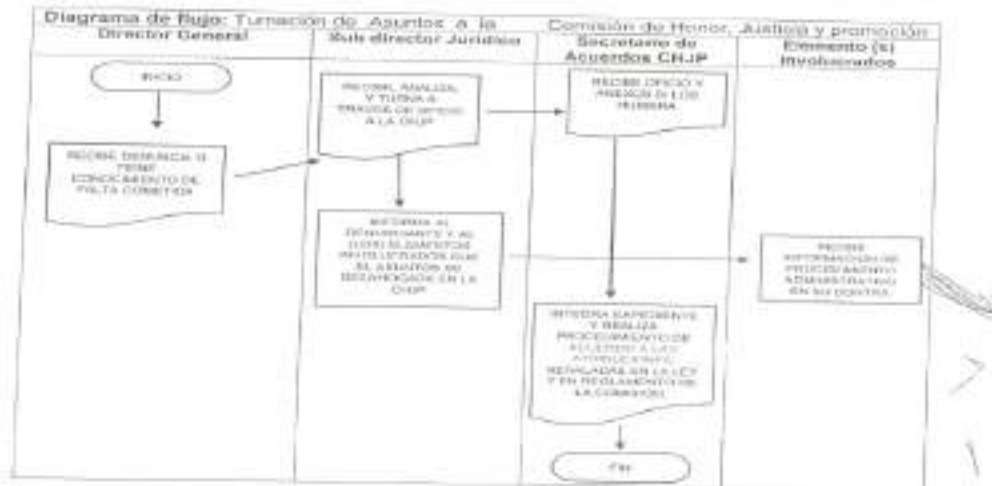 Diagrama de flujo: Turnación de Asuntos a la Comisión de Honor, Justicia y promoción
Director General
Sub director Jurídico
Secretario de
Acuerdos CHJP
Elemento (s)
Involucrados
INICIO
RECIBE DENUNCIA O
TIENE
CONOCIMIENTO DE
FALTA COMETIDA
RECIBE, ANALIZA,
Y TURNA A
TRAVES DE OFICIO
A LA CHJP
RECIBE OFICIO Y
ANEXOS SI LOS
HUBIERA
INFORMA AL
DENUNCIANTE Y AL
(LOS) ELEMENTOS
INVOLUCRADOS QUE
EL ASUNTO SE
DESAHOGARA EN LA
CHJP
RECIBE
INFORMACION DE
PROCEDIMIENTO
ADMINISTRATIVO
EN SU CONTRA
INTEGRA EXPEDIENTE
Y REALIZA
PROCEDIMIENTO DE
ACUERDO A LAS
ATRIBUCIONES
SEÑALADAS EN LA LEY
Y EN REGLAMENTO DE
LA COMISION
FIN